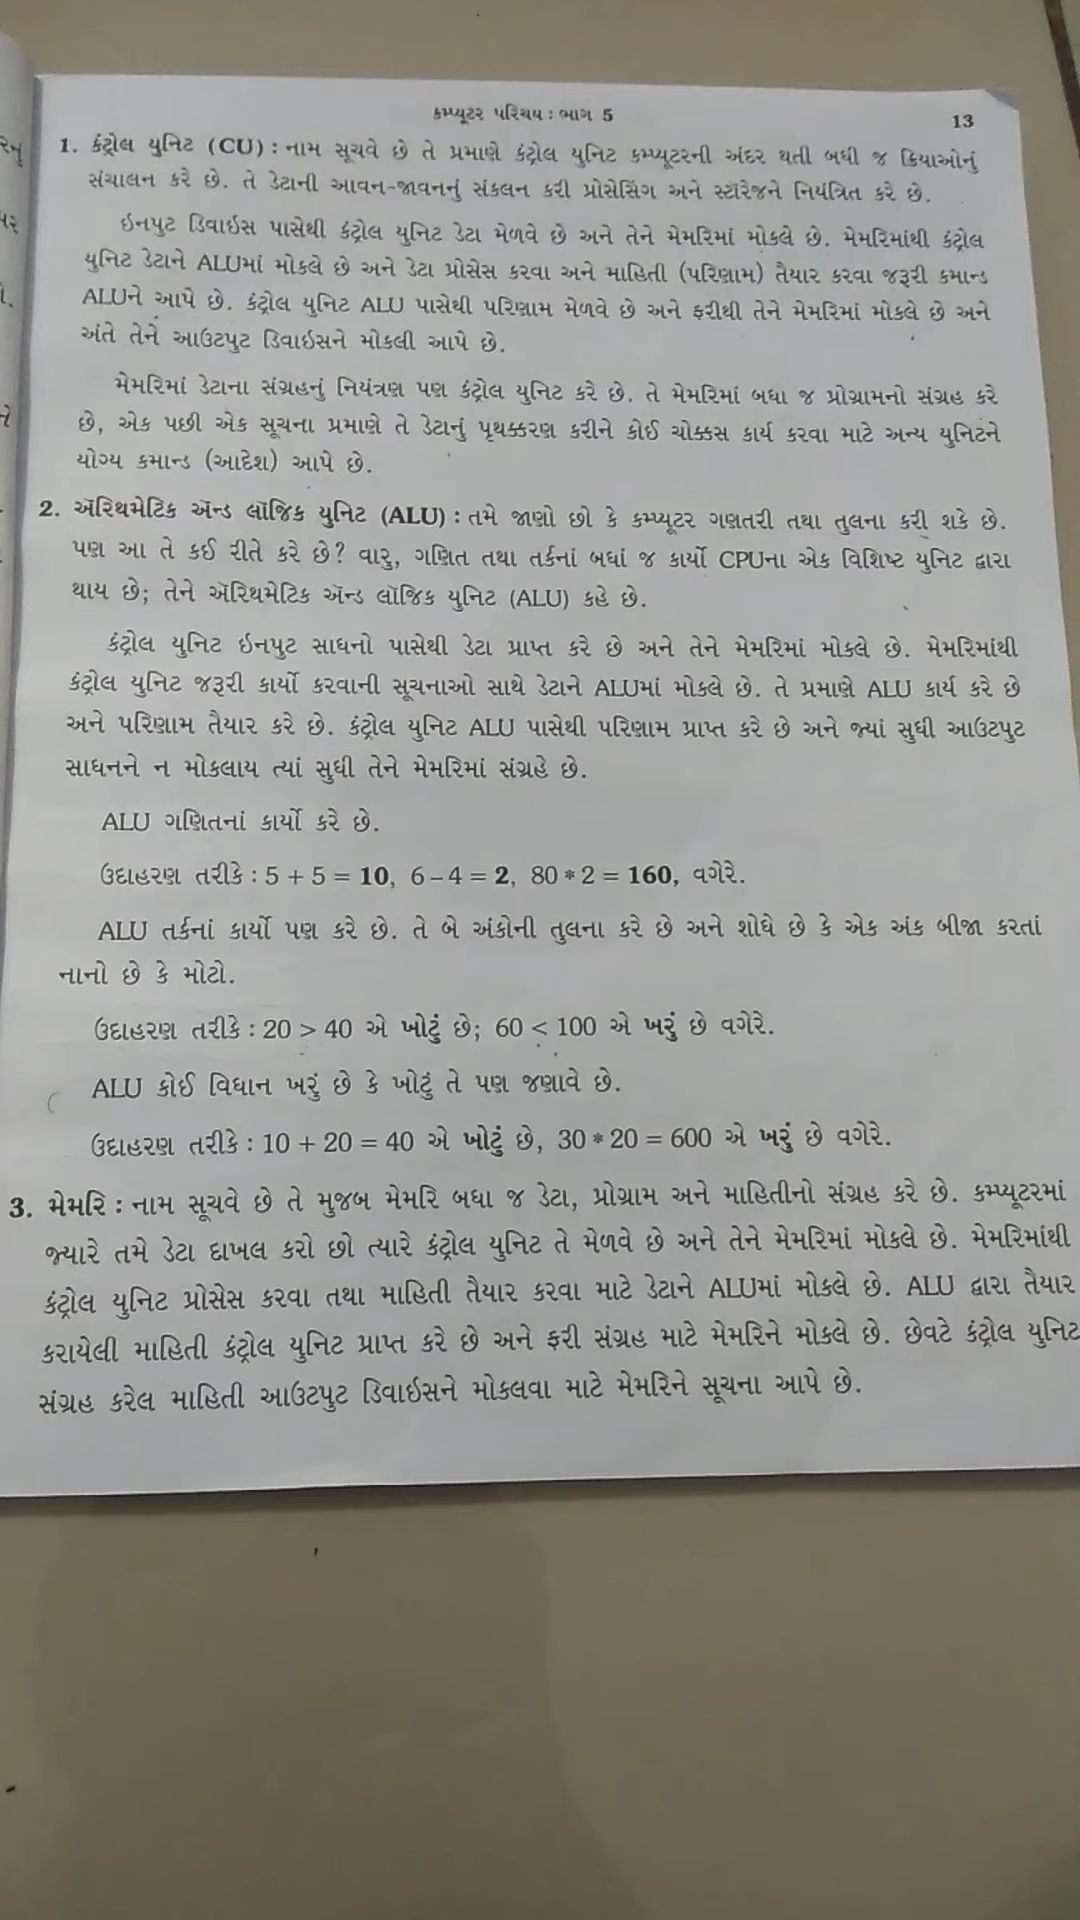 કમ્પ્યૂટર પરિચય : ભાગ 5
13
1. કંટ્રોલ યુનિટ (CU) : નામ સૂચવે છે તે પ્રમાણે કંટ્રોલ યુનિટ કમ્પ્યૂટરની અંદર થતી બધી જ ક્રિયાઓનું
સંચાલન કરે છે. તે ડેટાની આવન-જાવનનું સંકલન કરી પ્રોસેસિંગ અને સ્ટૉરેજને નિયંત્રિત કરે છે.
ઇનપુટ ડિવાઇસ પાસેથી કંટ્રોલ યુનિટ ડેટા મેળવે છે અને તેને મેમરિમાં મોકલે છે. મેમરિમાંથી કંટ્રોલ
યુનિટ ડેટાને ALUમાં મોકલે છે અને ડેટા પ્રોસેસ કરવા અને માહિતી (પરિણામ) તૈયાર કરવા જરૂરી કમાન્ડ
ALUને આપે છે. કંટ્રોલ યુનિટ ALU પાસેથી પરિણામ મેળવે છે અને ફરીથી તેને મેમરિમાં મોકલે છે અને
અંતે તેને આઉટપુટ ડિવાઇસને મોકલી આપે છે.
મેમરિમાં ડેટાના સંગ્રહનું નિયંત્રણ પણ કંટ્રોલ યુનિટ કરે છે. તે મેમરિમાં બધા જ પ્રોગ્રામનો સંગ્રહ કરે
છે, એક પછી એક સૂચના પ્રમાણે તે ડેટાનું પૃથક્કરણ કરીને કોઈ ચોક્કસ કાર્ય કરવા માટે અન્ય યુનિટને
યોગ્ય કમાન્ડ (આદેશ) આપે છે.
2. ઍરિથમેટિક ઍન્ડ લૉજિક યુનિટ (ALU) : તમે જાણો છો કે કમ્પ્યૂટર ગણતરી તથા તુલના કરી શકે છે.
પણ આ તે કઈ રીતે કરે છે? વારુ, ગણિત તથા તર્કનાં બધાં જ કાર્યો CPUના એક વિશિષ્ટ યુનિટ દ્વારા
થાય છે; તેને ઍરિથમેટિક ઍન્ડ લૉજિક યુનિટ (ALU) કહે છે.
કંટ્રોલ યુનિટ ઇનપુટ સાધનો પાસેથી ડેટા પ્રાપ્ત કરે છે અને તેને મેમરિમાં મોકલે છે. મેમરિમાંથી
કંટ્રોલ યુનિટ જરૂરી કાર્યો કરવાની સૂચનાઓ સાથે ડેટાને ALUમાં મોકલે છે. તે પ્રમાણે ALU કાર્ય કરે છે
અને પરિણામ તૈયાર કરે છે. કંટ્રોલ યુનિટ ALU પાસેથી પરિણામ પ્રાપ્ત કરે છે અને જ્યાં સુધી આઉટપુટ
સાધનને ન મોકલાય ત્યાં સુધી તેને મેમરિમાં સંગ્રહે છે.
ALU ગણિતનાં કાર્યો કરે છે.
ઉદાહરણ તરીકે : 5 + 5 = 10, 6 – 4 = 2, 80 * 2 = 160, વગેરે.
ALU તર્કનાં કાર્યો પણ કરે છે. તે બે અંકોની તુલના કરે છે અને શોધે છે કે એક અંક બીજા કરતાં
નાનો છે કે મોટો.
ઉદાહરણ તરીકે : 20 > 40 એ ખોટું છે; 60 < 100 એ ખરું છે વગેરે.
ALU કોઈ વિધાન ખરું છે કે ખોટું તે પણ જણાવે છે.
ઉદાહરણ તરીકે : 10 + 20 = 40 એ ખોટું છે, 30 * 20 = 600 એ ખરું છે વગેરે.
3. મેમરિ : નામ સૂચવે છે તે મુજબ મેમરિ બધા જ ડેટા, પ્રોગ્રામ અને માહિતીનો સંગ્રહ કરે છે. કમ્પ્યૂટરમાં
જ્યારે તમે ડેટા દાખલ કરો છો ત્યારે કંટ્રોલ યુનિટ તે મેળવે છે અને તેને મેમરિમાં મોકલે છે. મેમરિમાંથી
કંટ્રોલ યુનિટ પ્રોસેસ કરવા તથા માહિતી તૈયાર કરવા માટે ડેટાને ALUમાં મોકલે છે. ALU દ્વારા તૈયાર
કરાયેલી માહિતી કંટ્રોલ યુનિટ પ્રાપ્ત કરે છે અને ફરી સંગ્રહ માટે મેમરિને મોકલે છે. છેવટે કંટ્રોલ યુનિટ
સંગ્રહ કરેલ માહિતી આઉટપુટ ડિવાઇસને મોકલવા માટે મેમરિને સૂચના આપે છે.